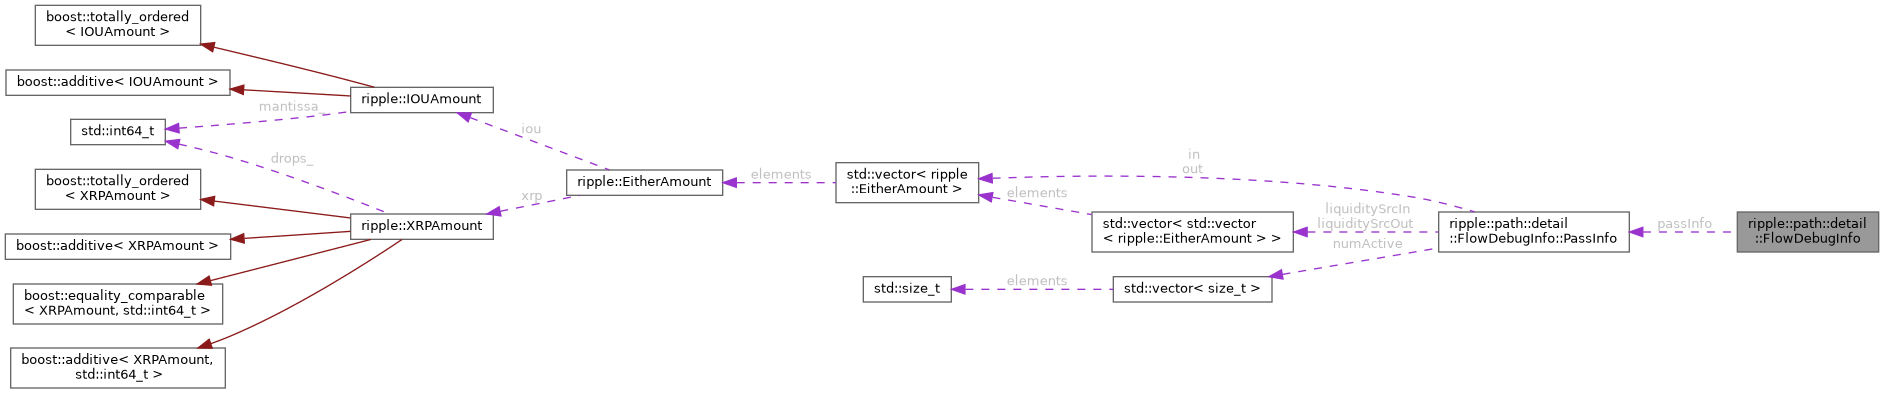 boost::totally_ordered
< IOUAmount >
boost::additive< IOUAmount >
std::int64_t
boost::totally_ordered
< XRPAmount >
boost::additive< XRPAmount >
boost::equality_comparable
< XRPAmount, std::int64_t >
boost::additive< XRPAmount,
std::int64_t >
mantissa_
drops_
ripple::IOUAmount
ripple::XRPAmount
iou
xrp
ripple::EitherAmount
elements
std::vector< ripple
::EitherAmount >
std::size_t
elements
elements
in
out
std::vector< std::vector
< ripple::EitherAmount > >
std::vector< size_t >
liquiditySrcIn
liquiditySrcOut
numActive
ripple::path::detail
::FlowDebugInfo::PassInfo
passInfo
ripple::path::detail
::FlowDebugInfo